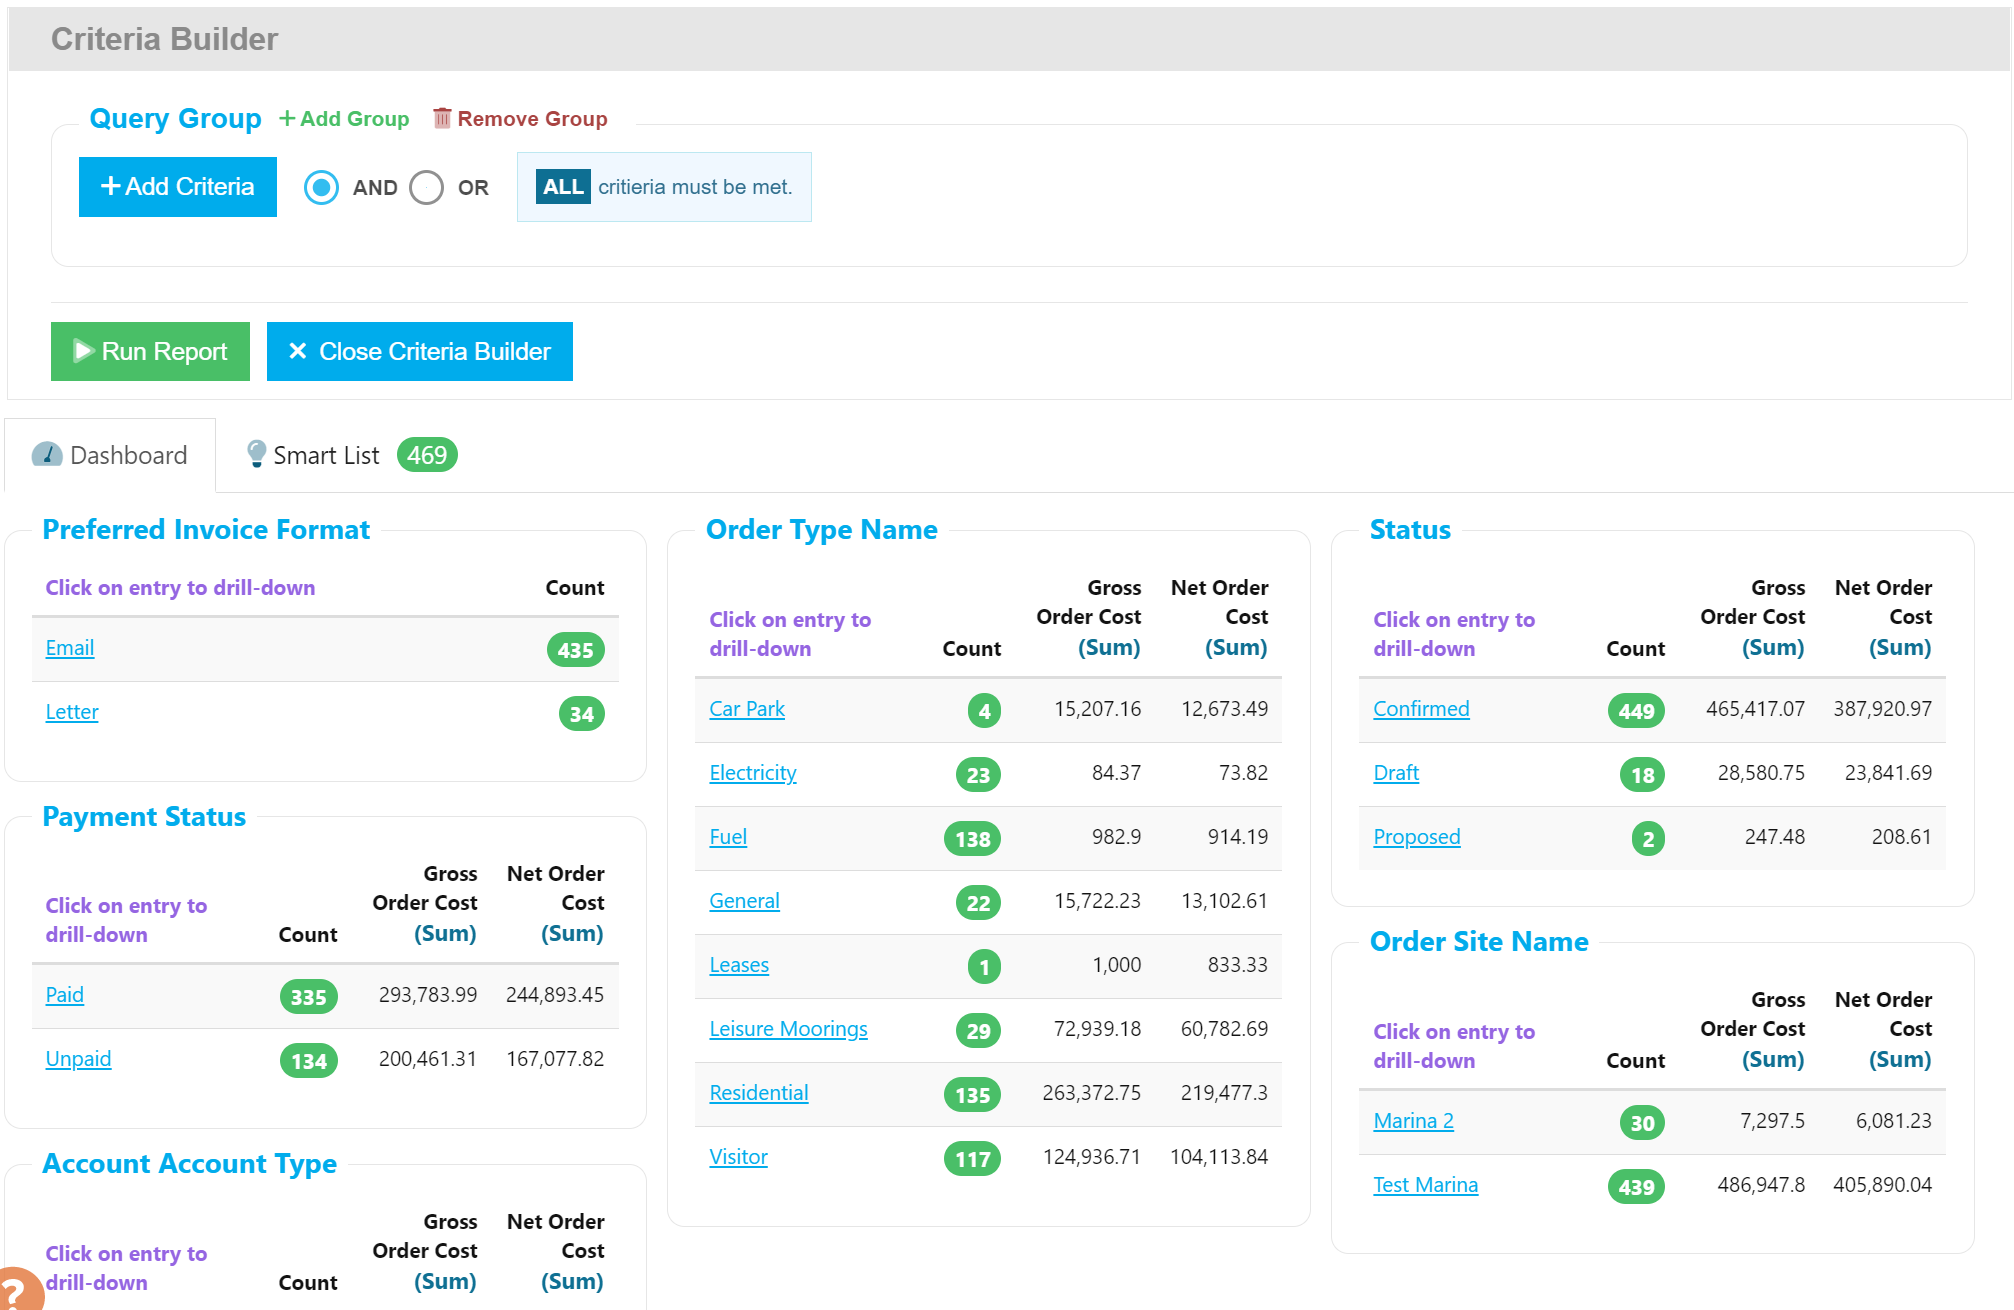 Criteria Builder
Query Group + Add Group Remove Group
+ Add Criteria AND OR ALL critieria must be met.
Run Report × Close Criteria Builder
Dashboard Smart List 469
Preferred Invoice Format
Click on entry to drill-down Count
Email 435
Letter 34
Payment Status
Gross Net Order
Click on entry to Order Cost Cost
drill-down Count (Sum) (Sum)
Paid 335 293,783.99 244,893.45
Unpaid 134 200,461.31 167,077.82
Account Account Type
Gross Net Order
Click on entry to Order Cost Cost
drill-down Count (Sum) (Sum)
?
Order Type Name
Gross Net Order
Click on entry to Order Cost Cost
drill-down Count (Sum) (Sum)
Car Park 4 15,207.16 12,673.49
Electricity 23 84.37 73.82
Fuel 138 982.9 914.19
General 22 15,722.23 13,102.61
Leases 1 1,000 833.33
Leisure Moorings 29 72,939.18 60,782.69
Residential 135 263,372.75 219,477.3
Visitor 117 124,936.71 104,113.84
Status
Gross Net Order
Click on entry to Order Cost Cost
drill-down Count (Sum) (Sum)
Confirmed 449 465,417.07 387,920.97
Draft 18 28,580.75 23,841.69
Proposed 2 247.48 208.61
Order Site Name
Gross Net Order
Click on entry to Order Cost Cost
drill-down Count (Sum) (Sum)
Marina 2 30 7,297.5 6,081.23
Test Marina 439 486,947.8 405,890.04